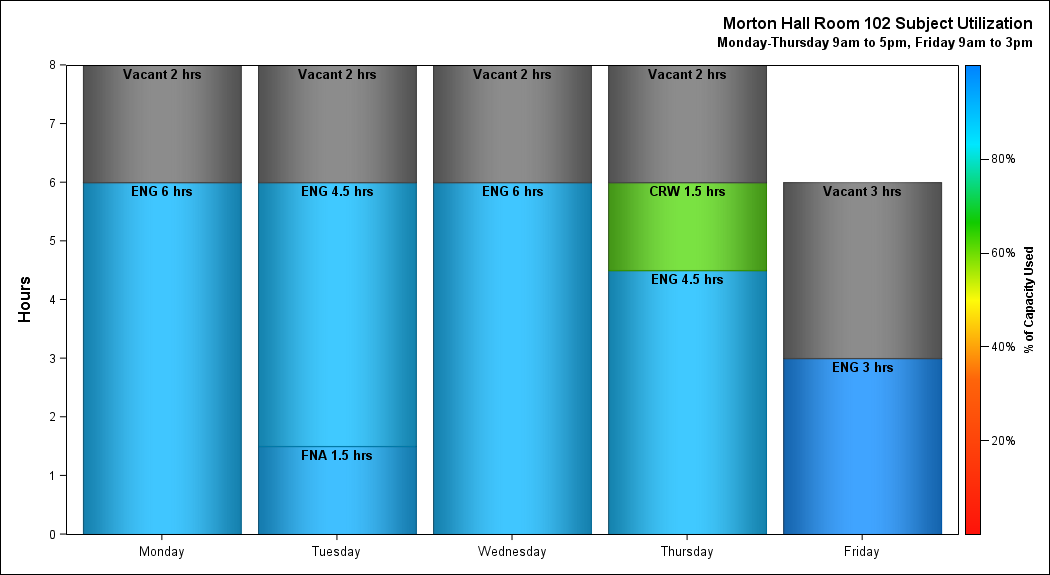 Morton Hall Room 102 Subject Utilization
Monday-Thursday 9am to 5pm, Friday 9am to 3pm
8
7
6
5
4
3
2
1
0
Hours
Vacant 2 hrs
ENG 6 hrs
Vacant 2 hrs
ENG 4.5 hrs
FNA 1.5 hrs
Vacant 2 hrs
ENG 6 hrs
Vacant 2 hrs
CRW 1.5 hrs
ENG 4.5 hrs
Vacant 3 hrs
ENG 3 hrs
Monday
Tuesday
Wednesday
Thursday
Friday
80%
60%
40%
20%
% of Capacity Used